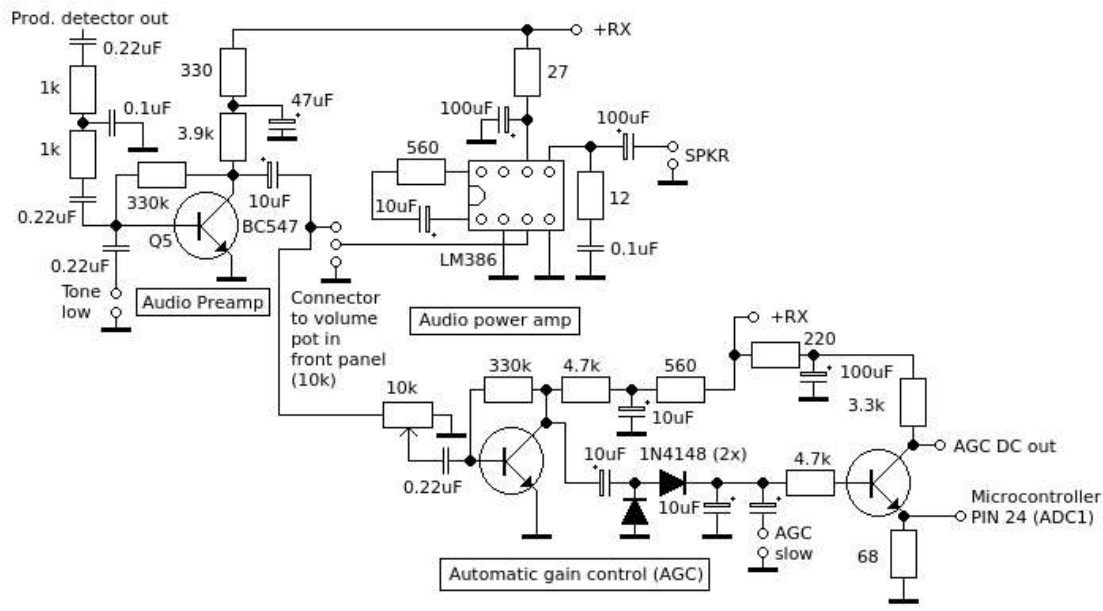 Prod. detector out
0.22uF
+RX
330
27
1k
0.1uF
47uF
100uF
100uF
3.9k
1k
560
SPKR
330k
10uF
10uF
12
0.22uF
Q5
BC547
0.1uF
LM386
0.22uF
Tone
low
Audio Preamp
Connector
to volume
pot in
front panel
(10k)
Audio power amp
+RX
220
330k
4.7k
560
100uF
10k
10uF
3.3k
10uF
1N4148 (2x)
4.7k
AGC DC out
0.22uF
10uF
Microcontroller
PIN 24 (ADC1)
AGC
slow
68
Automatic gain control (AGC)